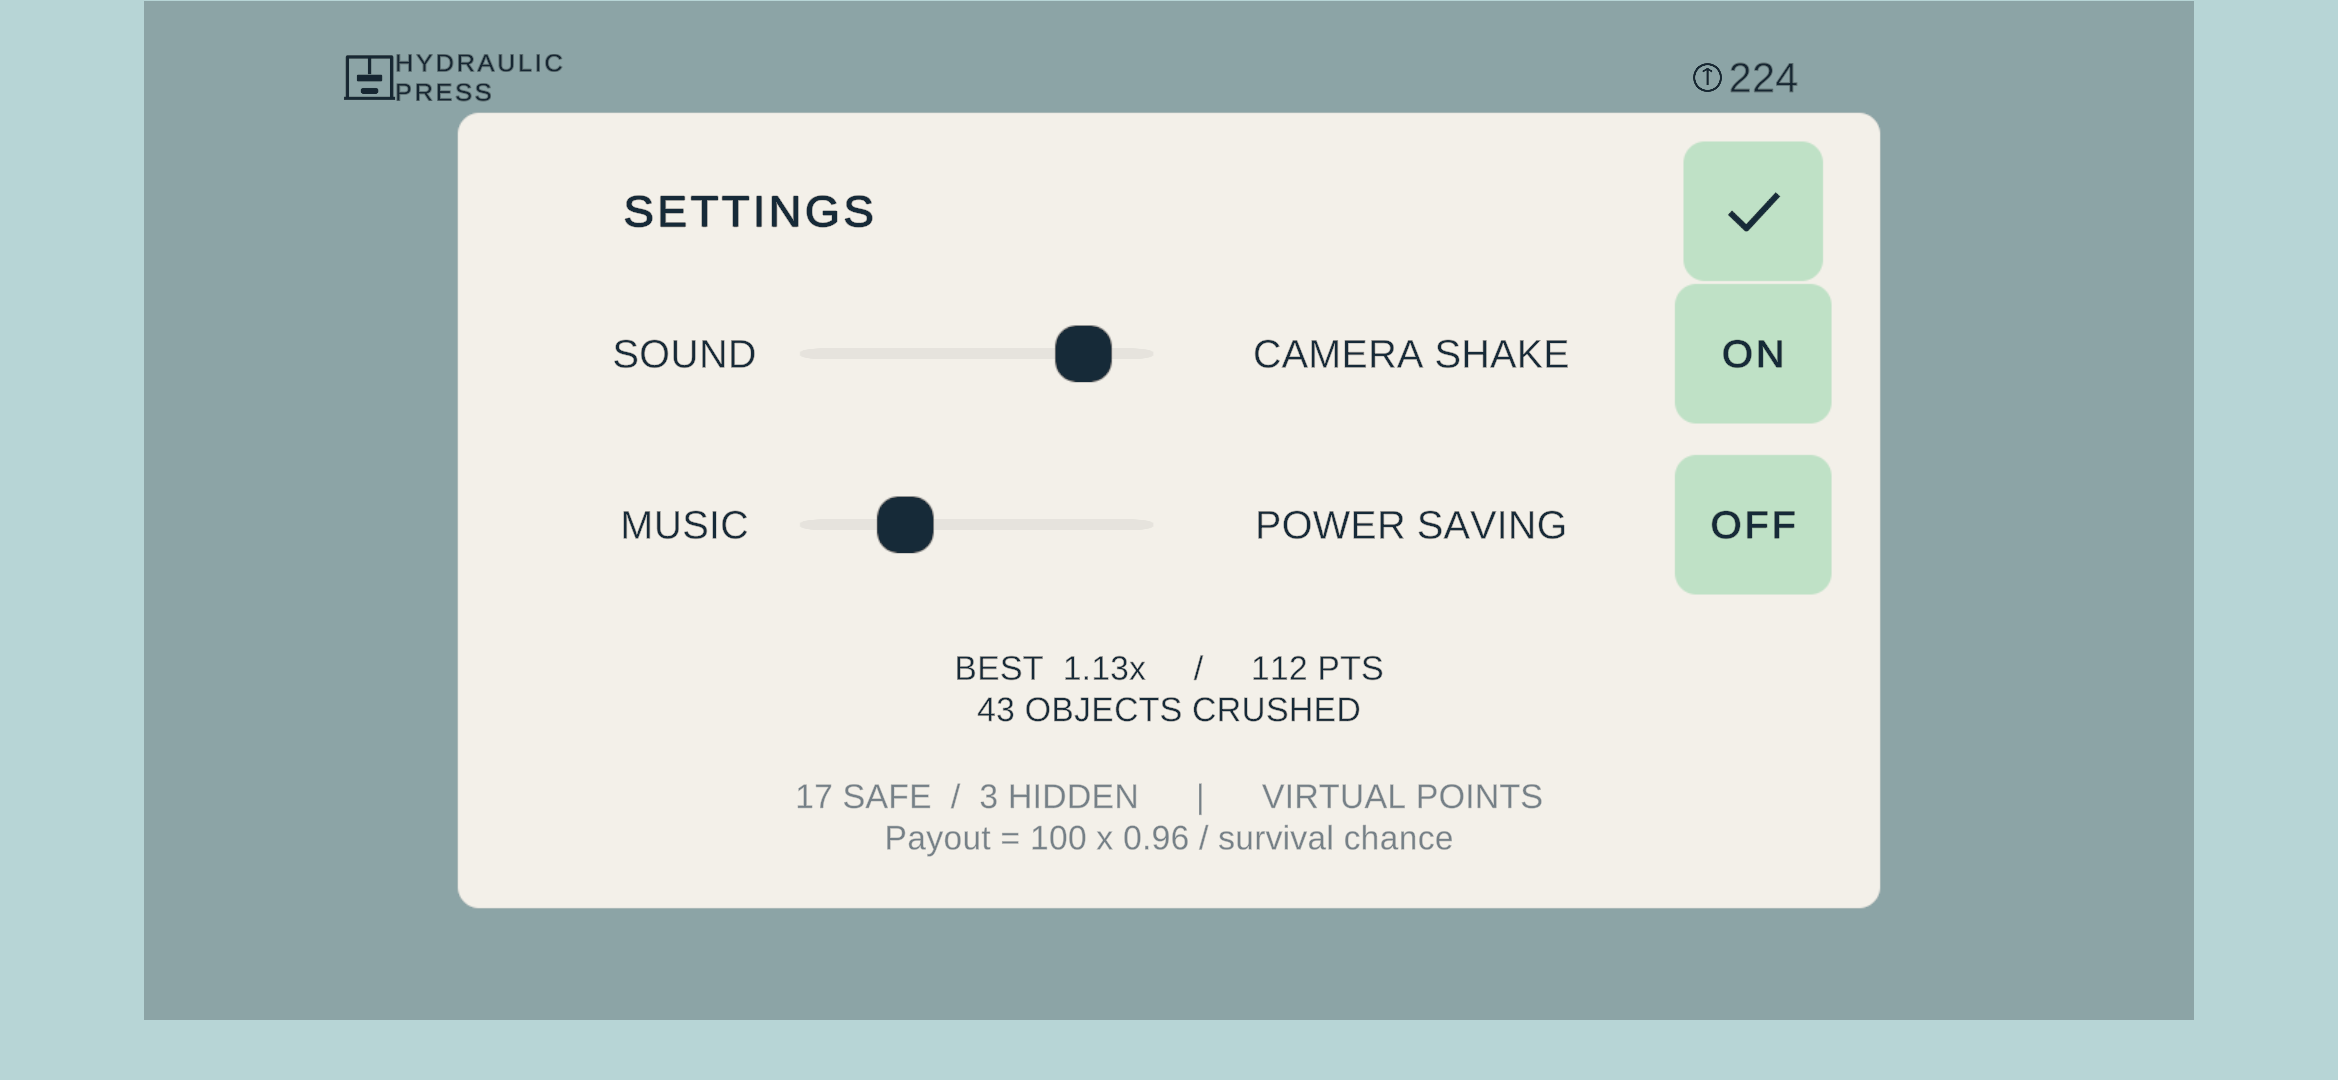 HYDRAULIC
PRESS
224
SETTINGS
SOUND
CAMERA SHAKE
ON
MUSIC
POWER SAVING
OFF
BEST 1.13x / 112 PTS
43 OBJECTS CRUSHED
17 SAFE / 3 HIDDEN | VIRTUAL POINTS
Payout = 100 x 0.96 / survival chance